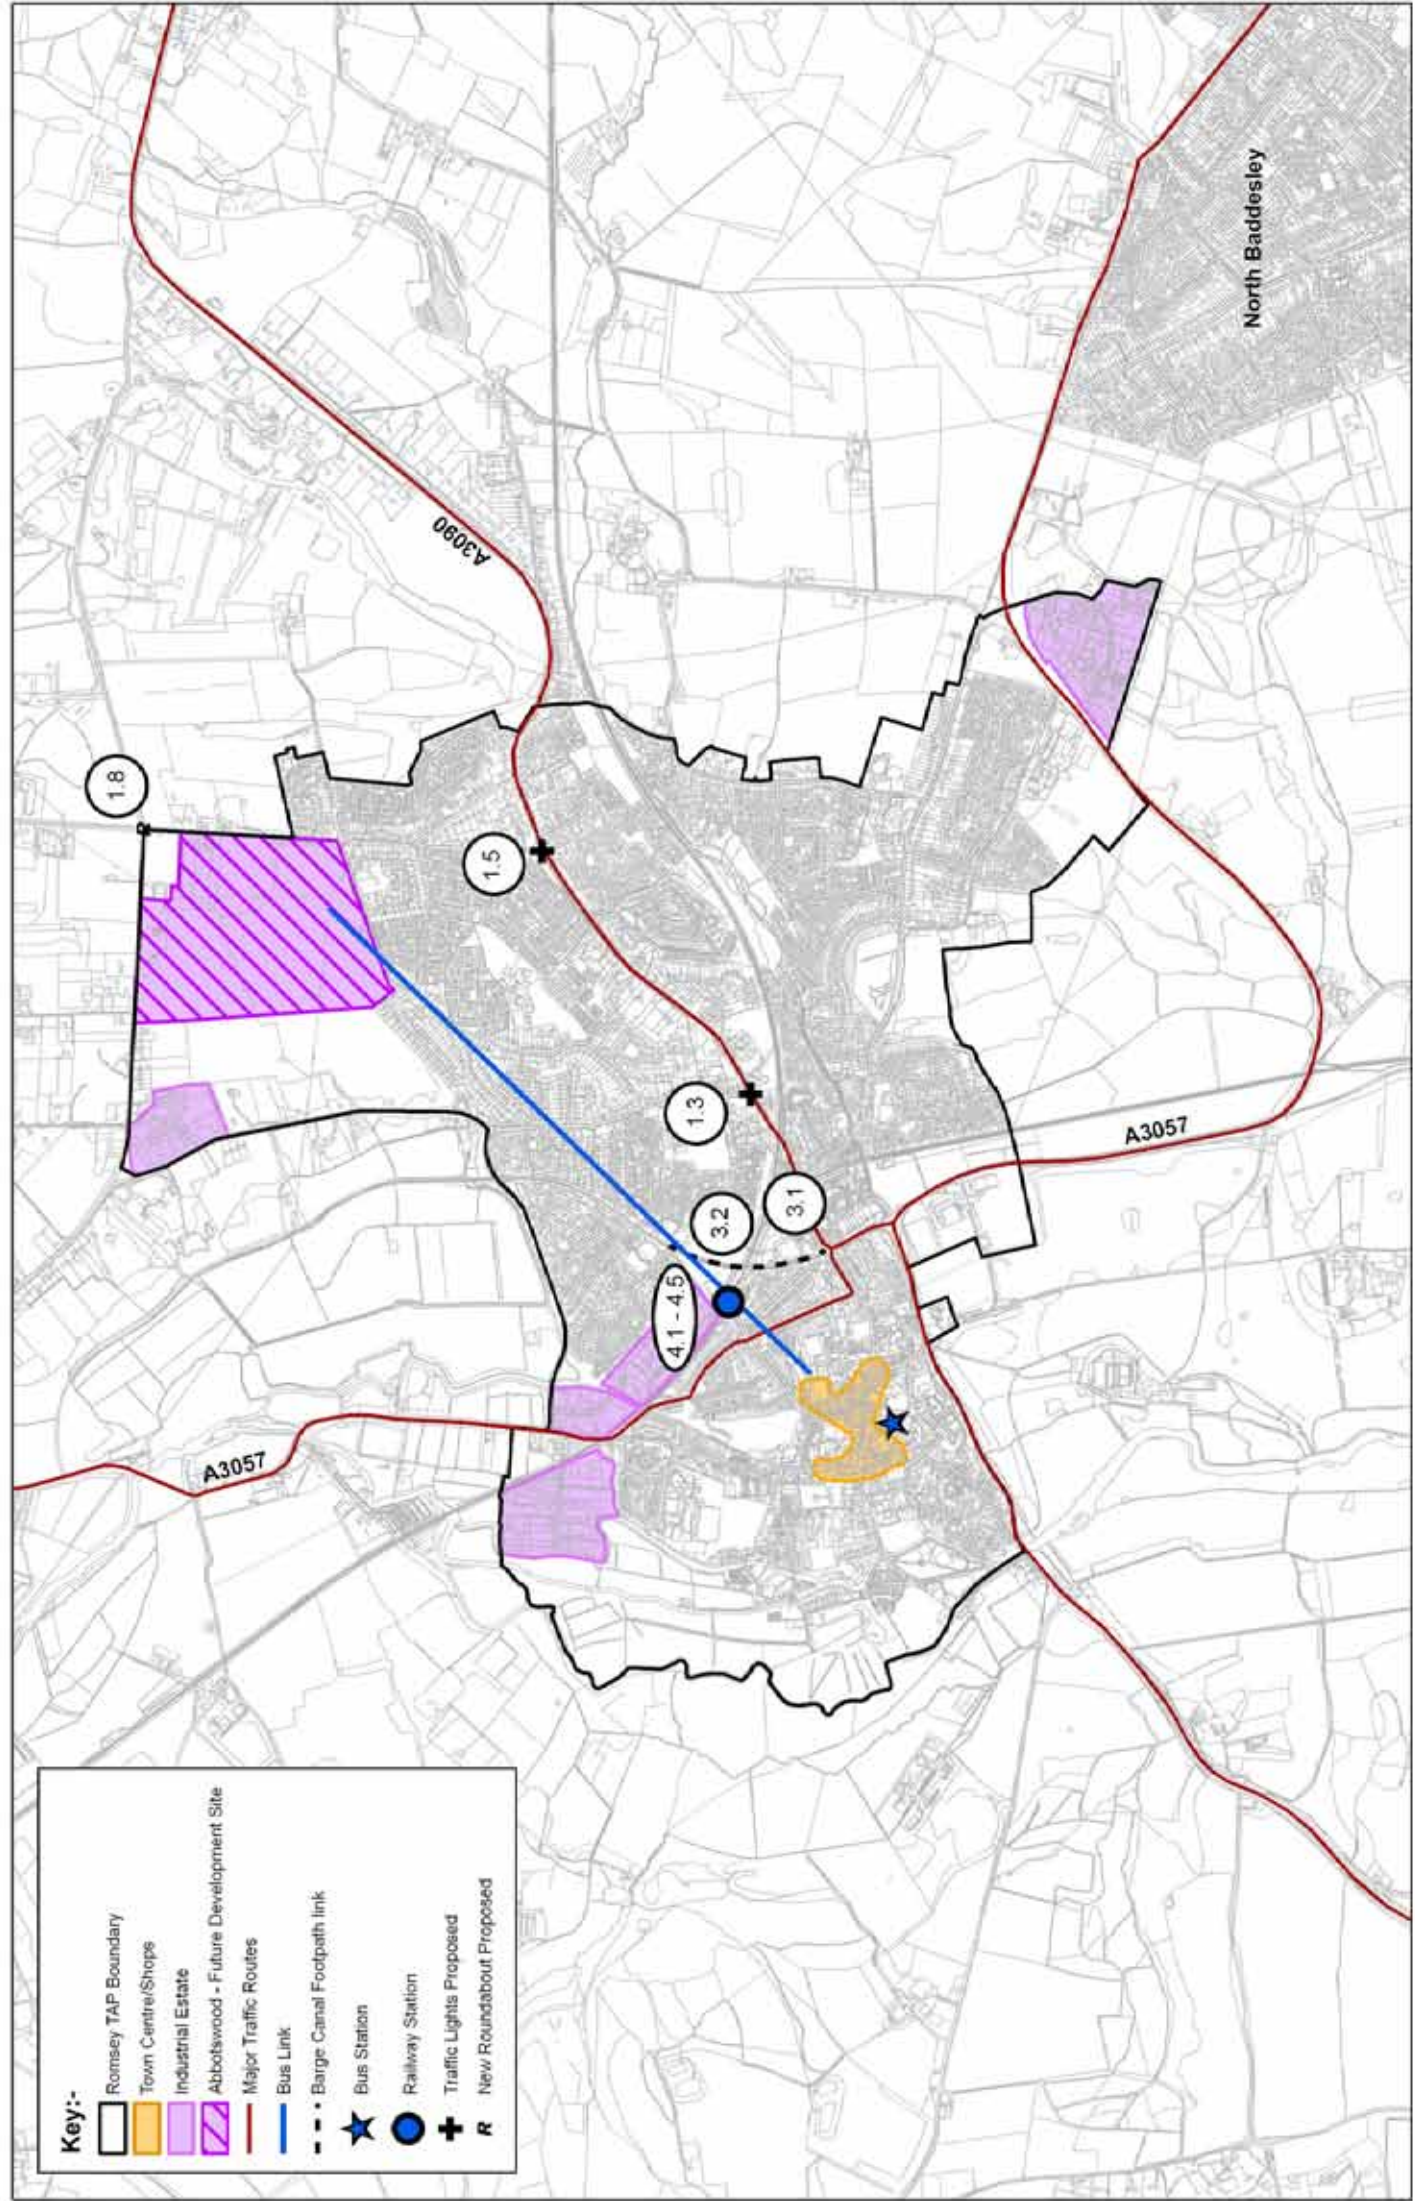 Key:-
Romsey TAP Boundary
Town Centre/Shops
Industrial Estate
Abbotswood - Future Development Site
Major Traffic Routes
Bus Link
Barge Canal Footpath link
Bus Station
Railway Station
Traffic Lights Proposed
R New Roundabout Proposed
A3057
4.1 - 4.5
3.2
3.1
1.3
A3057
1.5
1.8
R
A3090
North Baddesley